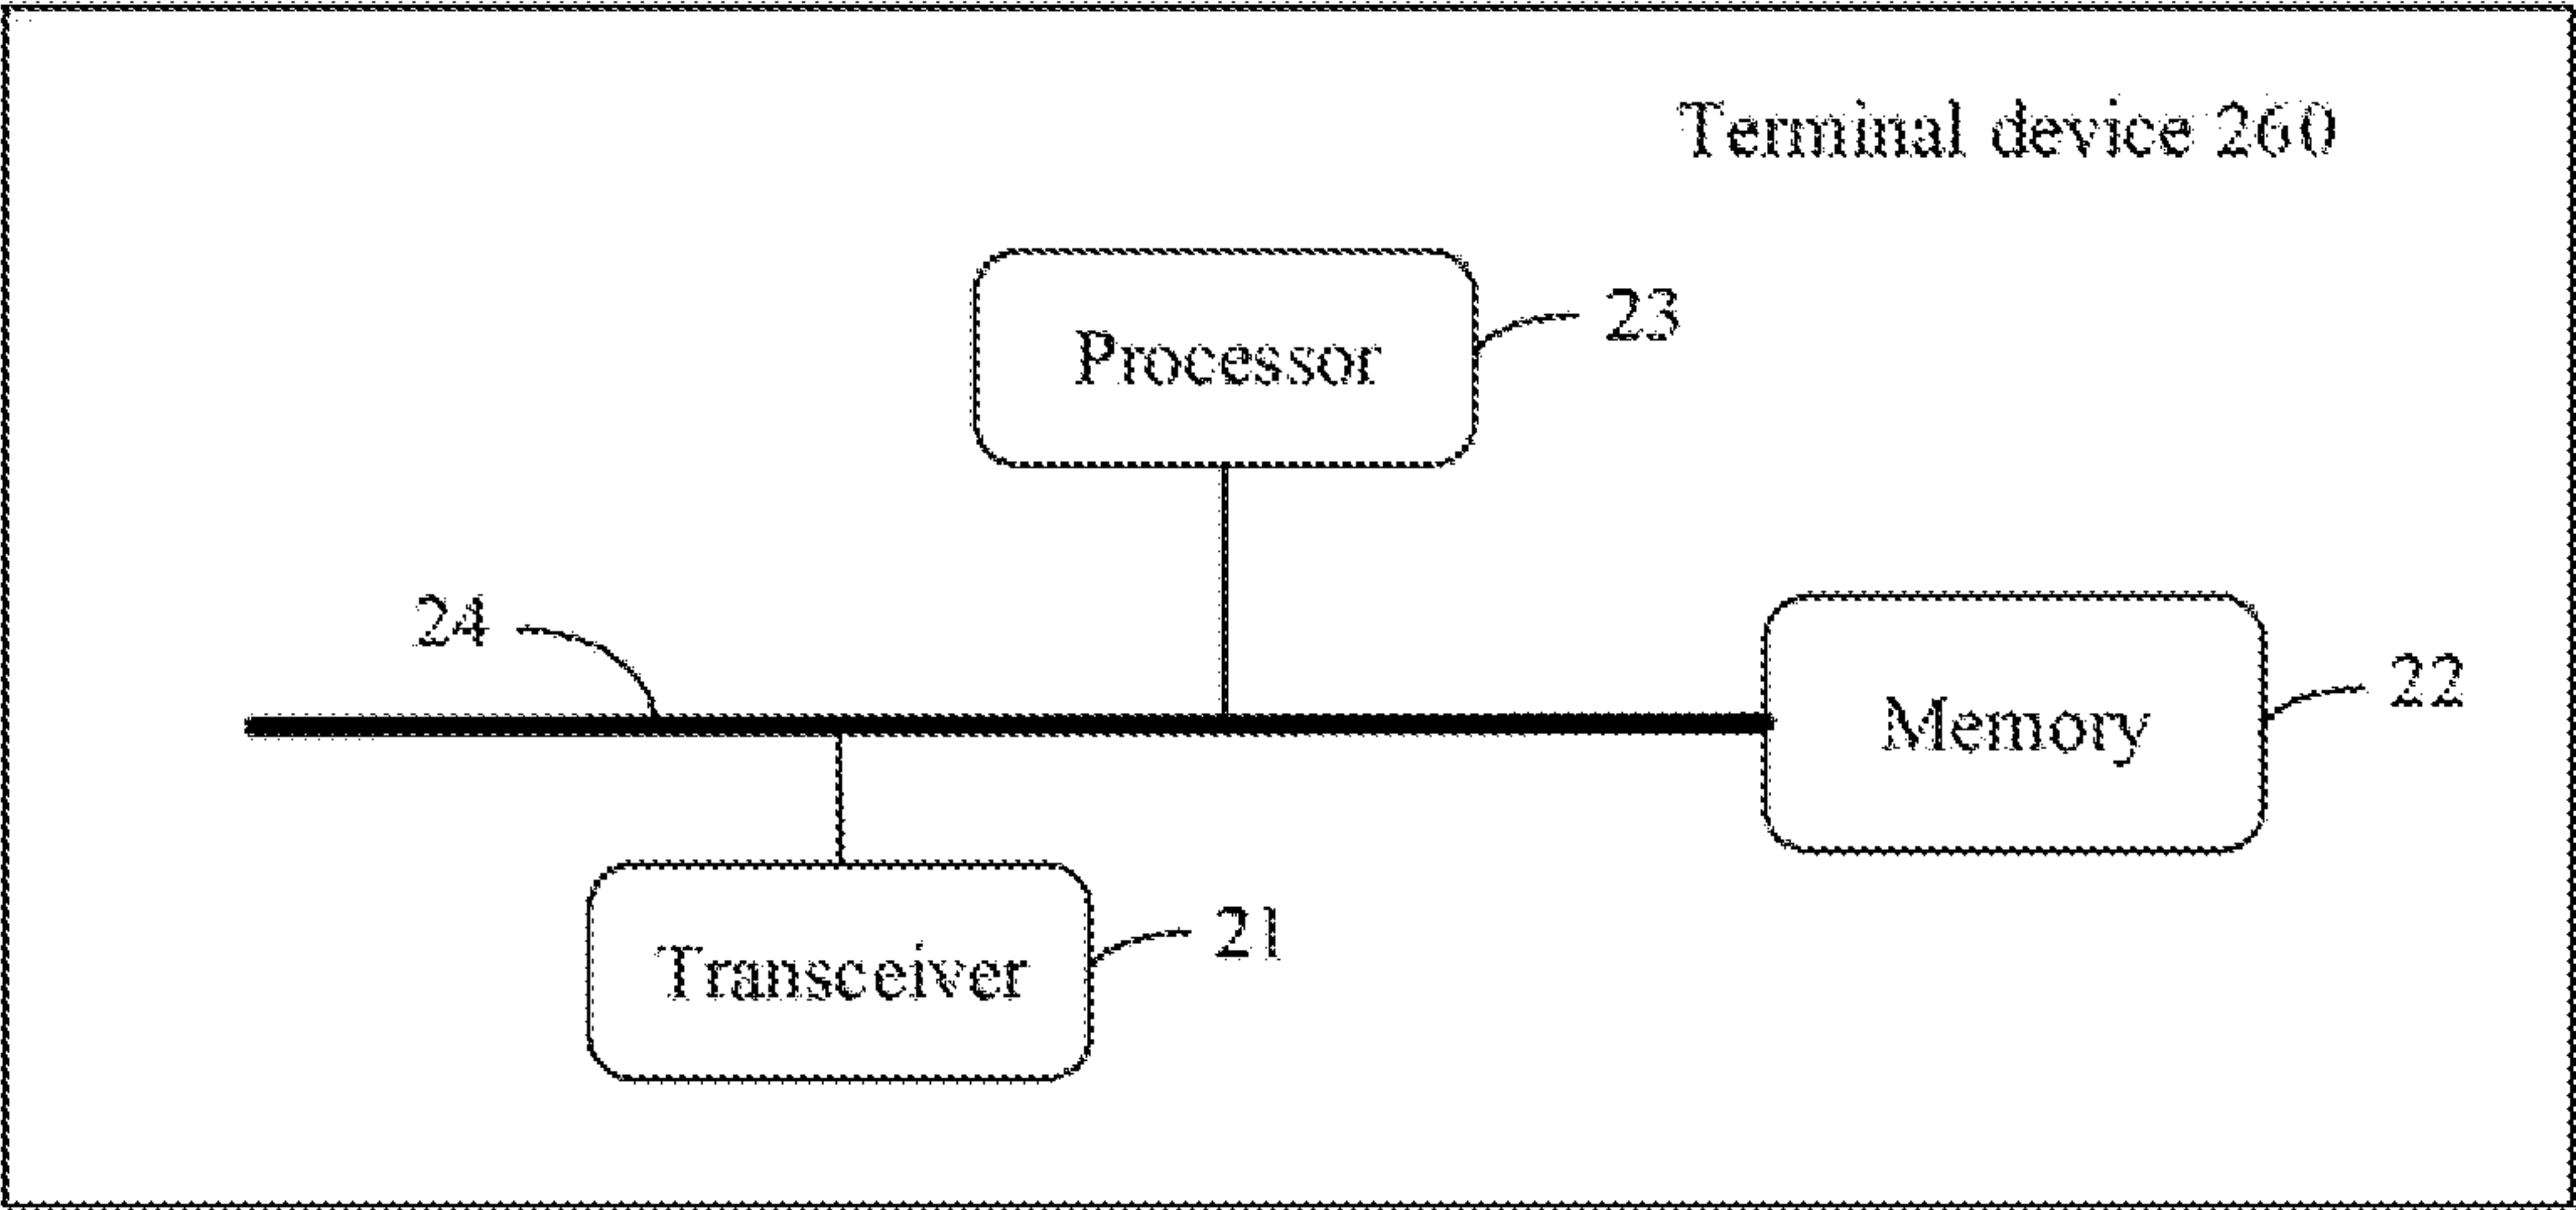 Terminal device 260
Processor
23
24
Memory
22
Transceiver
21